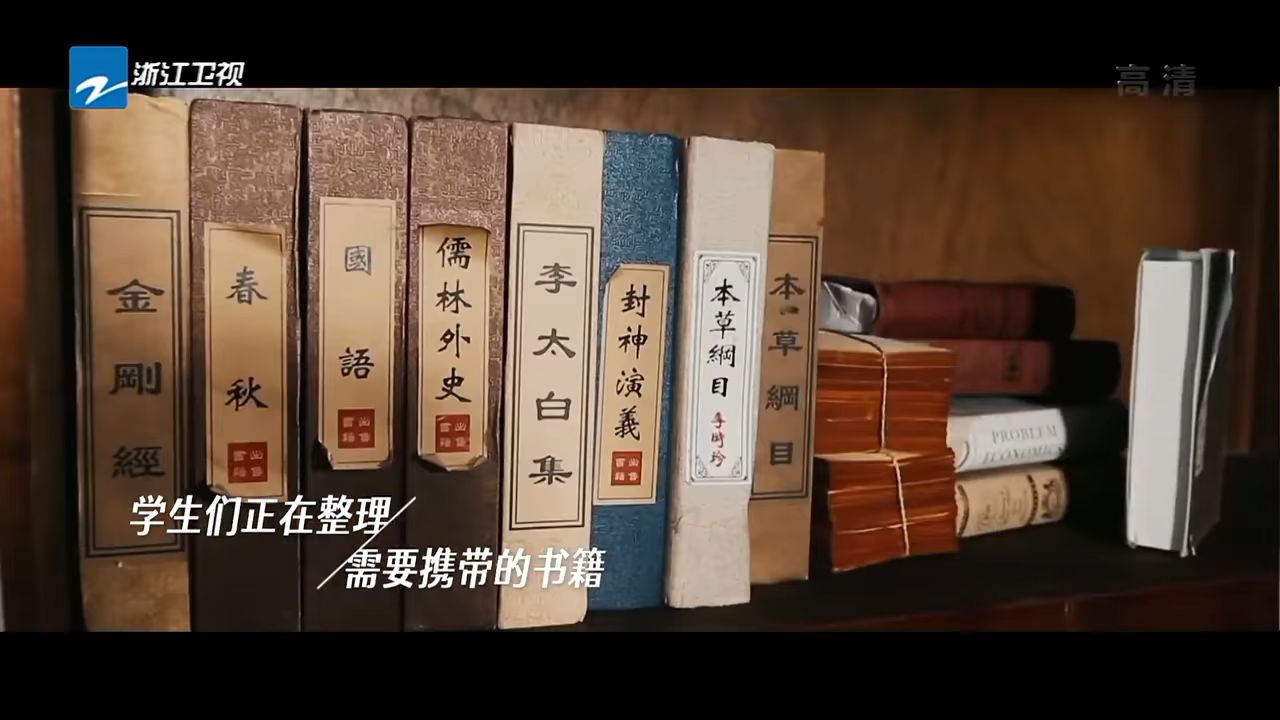 浙江卫视
高清
金剛經
春秋
國語
儒林外史
李太白集
封神演義
本草綱目
李時珍
本草綱目
PROBLEM
ECONOMICS
学生们正在整理
需要携带的书籍